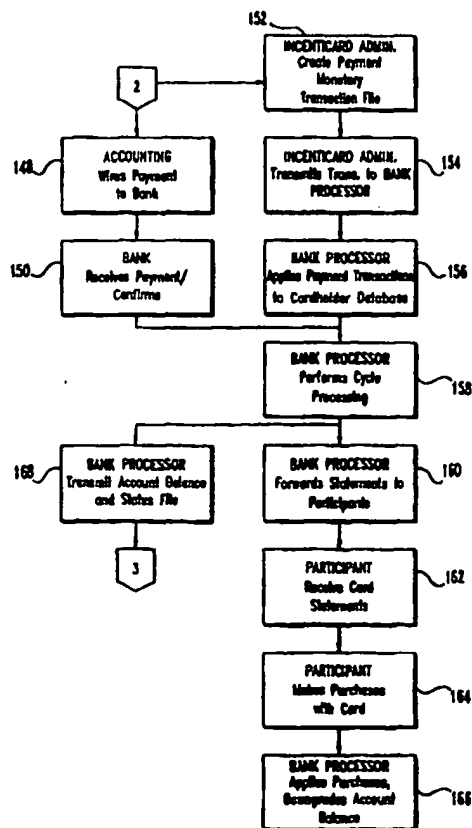 152
INCENTICARD ADMIN.
Create Payment
Monetary
Transaction File
2
ACCOUNTING
Wires Payment
to Bank
148
INCENTICARD ADMIN.
Transmits Trans. to BANK
PROCESSOR
154
BANK
Receives Payment/
Confirms
150
BANK PROCESSOR
Applies Payment Transactions
to Cardholder Database
156
BANK PROCESSOR
Performs Cycle
Processing
158
BANK PROCESSOR
Transmit Account Balance
and Status File
168
BANK PROCESSOR
Forwards Statements to
Participants
160
3
PARTICIPANT
Receive Card
Statements
162
PARTICIPANT
Makes Purchases
with Card
164
BANK PROCESSOR
Applies Purchases,
Downgrades Account
Balance
166